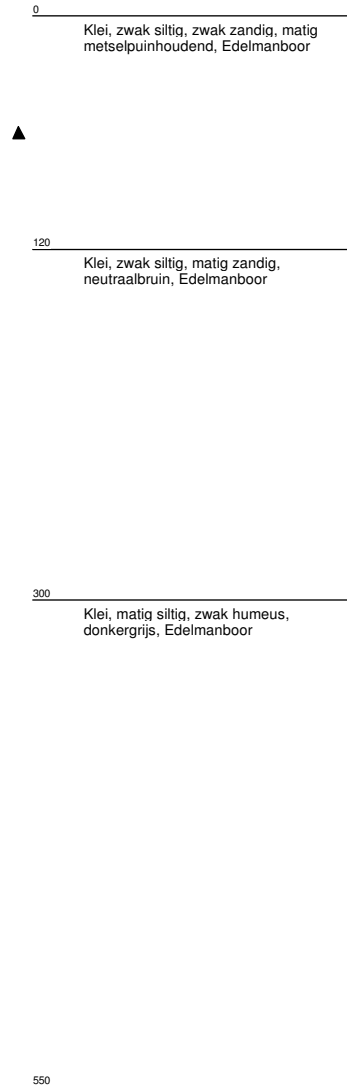 0
Klei, zwak siltig, zwak zandig, matig
metselpuinhoudend, Edelmanboor
120
Klei, zwak siltig, matig zandig,
neutraalbruin, Edelmanboor
300
Klei, matig siltig, zwak humeus,
donkergrijs, Edelmanboor
550